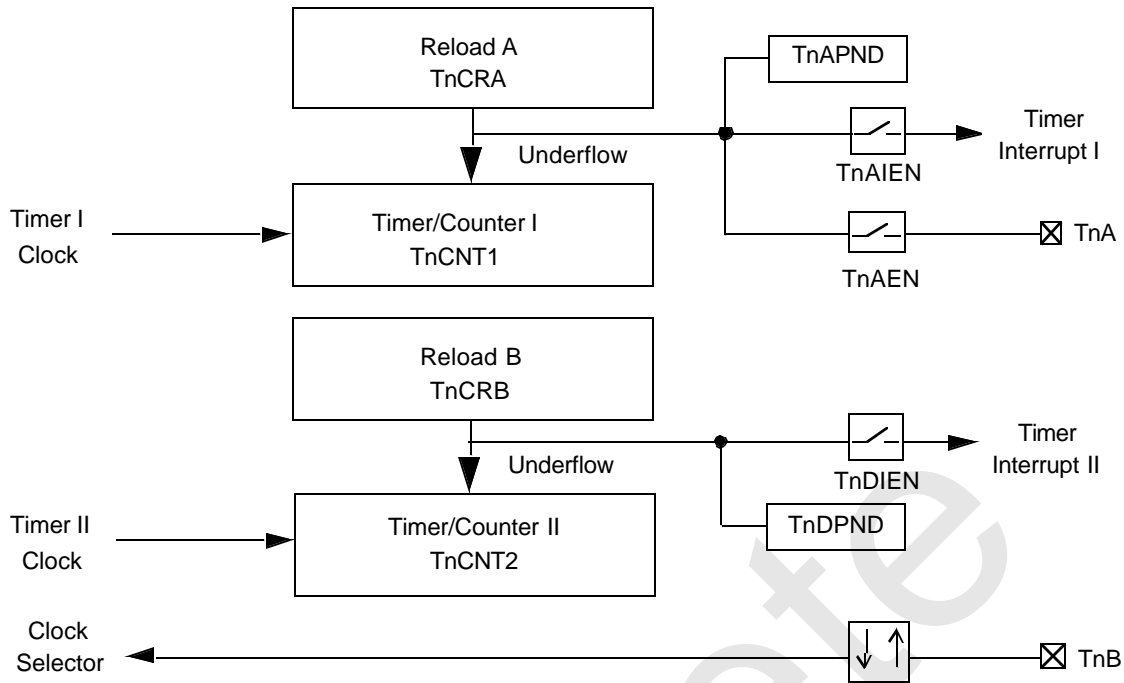 Reload A
TnCRA
TnAPND
Timer
Interrupt I
Underflow
TnAIEN
Timer I
Clock
Timer/Counter I
TnCNT1
TnA
TnAEN
Reload B
TnCRB
Timer
Interrupt II
Underflow
TnDIEN
Timer II
Clock
Timer/Counter II
TnCNT2
TnDPND
Clock
Selector
TnB